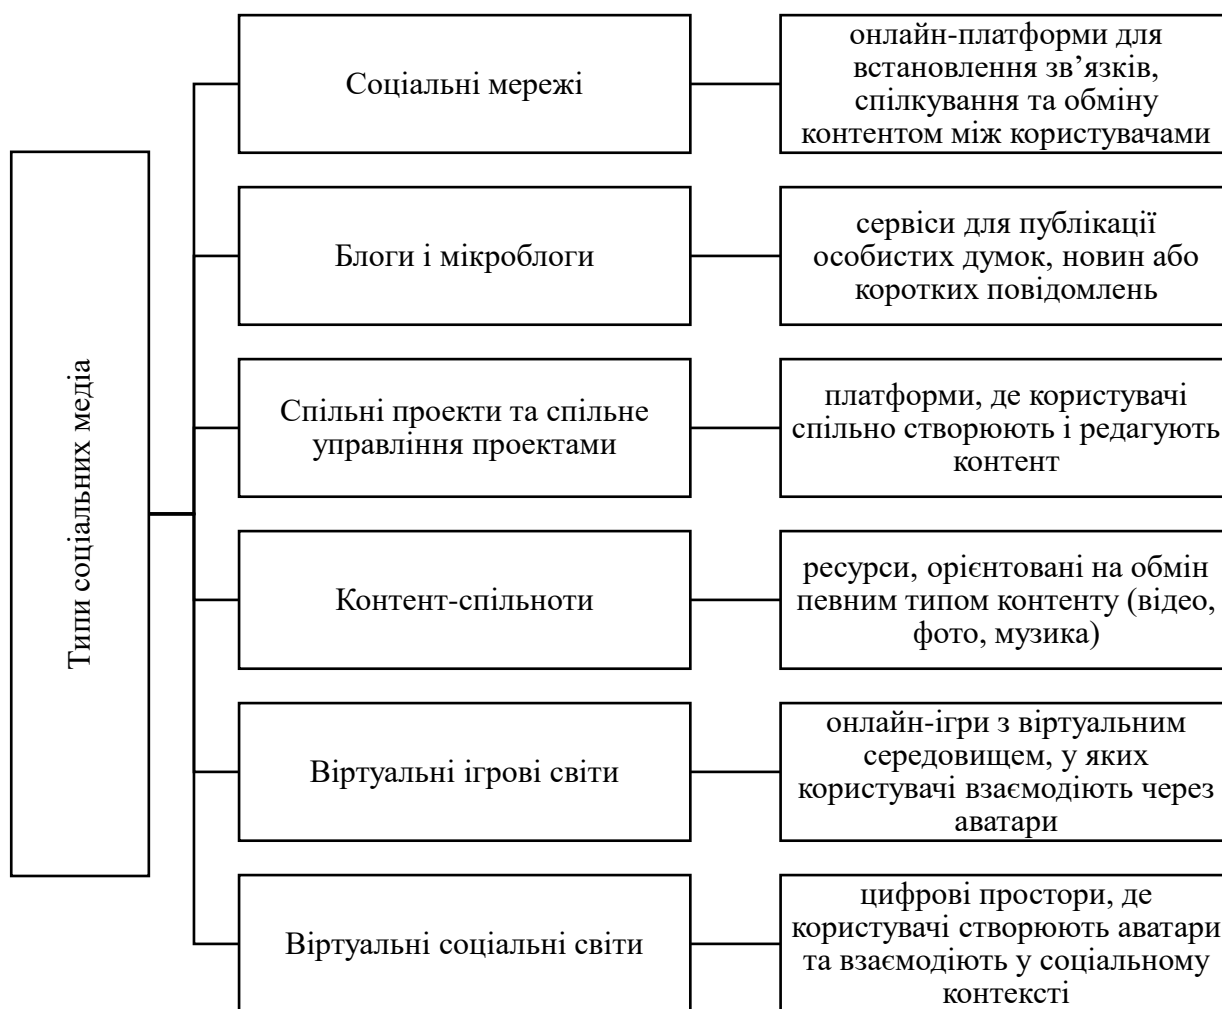 Типи соціальних медіа
Соціальні мережі
онлайн-платформи для
встановлення зв’язків,
спілкування та обміну
контентом між користувачами
Блоги і мікроблоги
сервіси для публікації
особистих думок, новин або
коротких повідомлень
Спільні проекти та спільне
управління проектами
платформи, де користувачі
спільно створюють і редагують
контент
Контент-спільноти
ресурси, орієнтовані на обмін
певним типом контенту (відео,
фото, музика)
Віртуальні ігрові світи
онлайн-ігри з віртуальним
середовищем, у яких
користувачі взаємодіють через
аватари
Віртуальні соціальні світи
цифрові простори, де
користувачі створюють аватари
та взаємодіють у соціальному
контексті